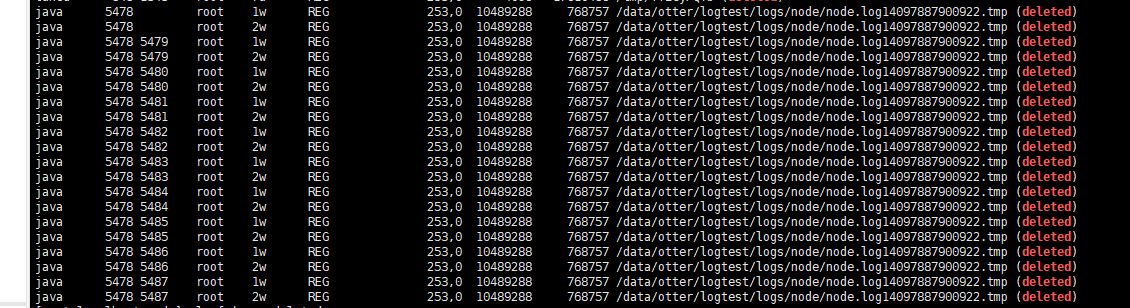 java 5478 root 1w REG 253,0 10489288 768757 /data/otter/logtest/logs/node/node.log14097887900922.tmp (deleted)
java 5478 root 2w REG 253,0 10489288 768757 /data/otter/logtest/logs/node/node.log14097887900922.tmp (deleted)
java 5478 5479 root 1w REG 253,0 10489288 768757 /data/otter/logtest/logs/node/node.log14097887900922.tmp (deleted)
java 5478 5479 root 2w REG 253,0 10489288 768757 /data/otter/logtest/logs/node/node.log14097887900922.tmp (deleted)
java 5478 5480 root 1w REG 253,0 10489288 768757 /data/otter/logtest/logs/node/node.log14097887900922.tmp (deleted)
java 5478 5480 root 2w REG 253,0 10489288 768757 /data/otter/logtest/logs/node/node.log14097887900922.tmp (deleted)
java 5478 5481 root 1w REG 253,0 10489288 768757 /data/otter/logtest/logs/node/node.log14097887900922.tmp (deleted)
java 5478 5481 root 2w REG 253,0 10489288 768757 /data/otter/logtest/logs/node/node.log14097887900922.tmp (deleted)
java 5478 5482 root 1w REG 253,0 10489288 768757 /data/otter/logtest/logs/node/node.log14097887900922.tmp (deleted)
java 5478 5482 root 2w REG 253,0 10489288 768757 /data/otter/logtest/logs/node/node.log14097887900922.tmp (deleted)
java 5478 5483 root 1w REG 253,0 10489288 768757 /data/otter/logtest/logs/node/node.log14097887900922.tmp (deleted)
java 5478 5483 root 2w REG 253,0 10489288 768757 /data/otter/logtest/logs/node/node.log14097887900922.tmp (deleted)
java 5478 5484 root 1w REG 253,0 10489288 768757 /data/otter/logtest/logs/node/node.log14097887900922.tmp (deleted)
java 5478 5484 root 2w REG 253,0 10489288 768757 /data/otter/logtest/logs/node/node.log14097887900922.tmp (deleted)
java 5478 5485 root 1w REG 253,0 10489288 768757 /data/otter/logtest/logs/node/node.log14097887900922.tmp (deleted)
java 5478 5485 root 2w REG 253,0 10489288 768757 /data/otter/logtest/logs/node/node.log14097887900922.tmp (deleted)
java 5478 5486 root 1w REG 253,0 10489288 768757 /data/otter/logtest/logs/node/node.log14097887900922.tmp (deleted)
java 5478 5486 root 2w REG 253,0 10489288 768757 /data/otter/logtest/logs/node/node.log14097887900922.tmp (deleted)
java 5478 5487 root 1w REG 253,0 10489288 768757 /data/otter/logtest/logs/node/node.log14097887900922.tmp (deleted)
java 5478 5487 root 2w REG 253,0 10489288 768757 /data/otter/logtest/logs/node/node.log14097887900922.tmp (deleted)